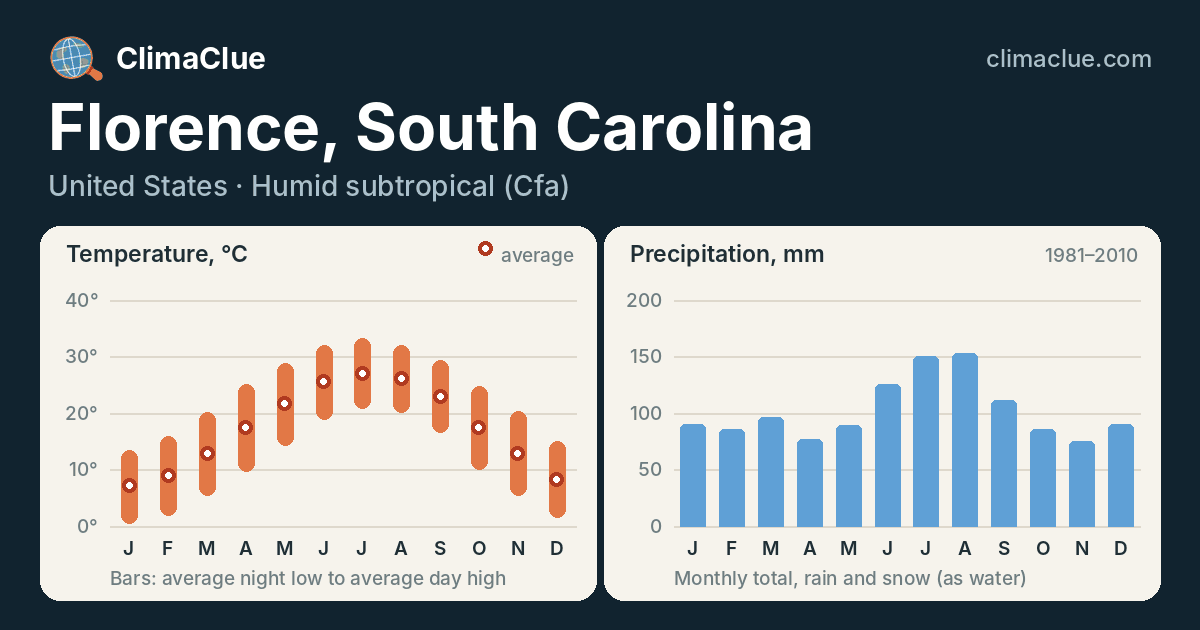 ClimaClue
climaclue.com
Florence, South Carolina
United States · Humid subtropical (Cfa)
Temperature, °C
average
40°
30°
20°
10°
0°
J F M A M J J A S O N D
Bars: average night low to average day high
Precipitation, mm
1981–2010
200
150
100
50
0
J F M A M J J A S O N D
Monthly total, rain and snow (as water)